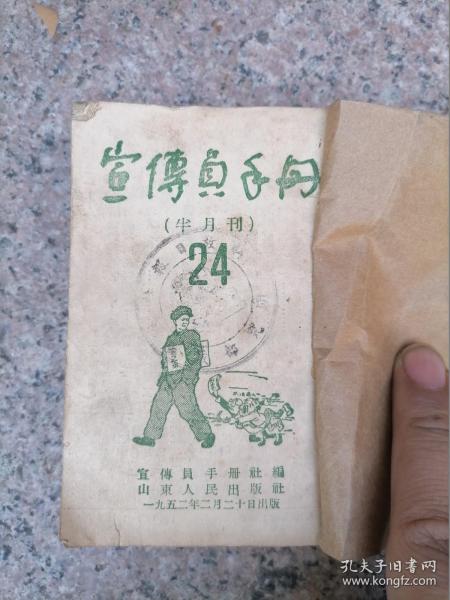 宣傳員手冊
(半月刊)
24
宣傳員手冊社編
山東人民出版社
一九五二年二月二十日出版
孔夫子旧书网
www.kongfz.com